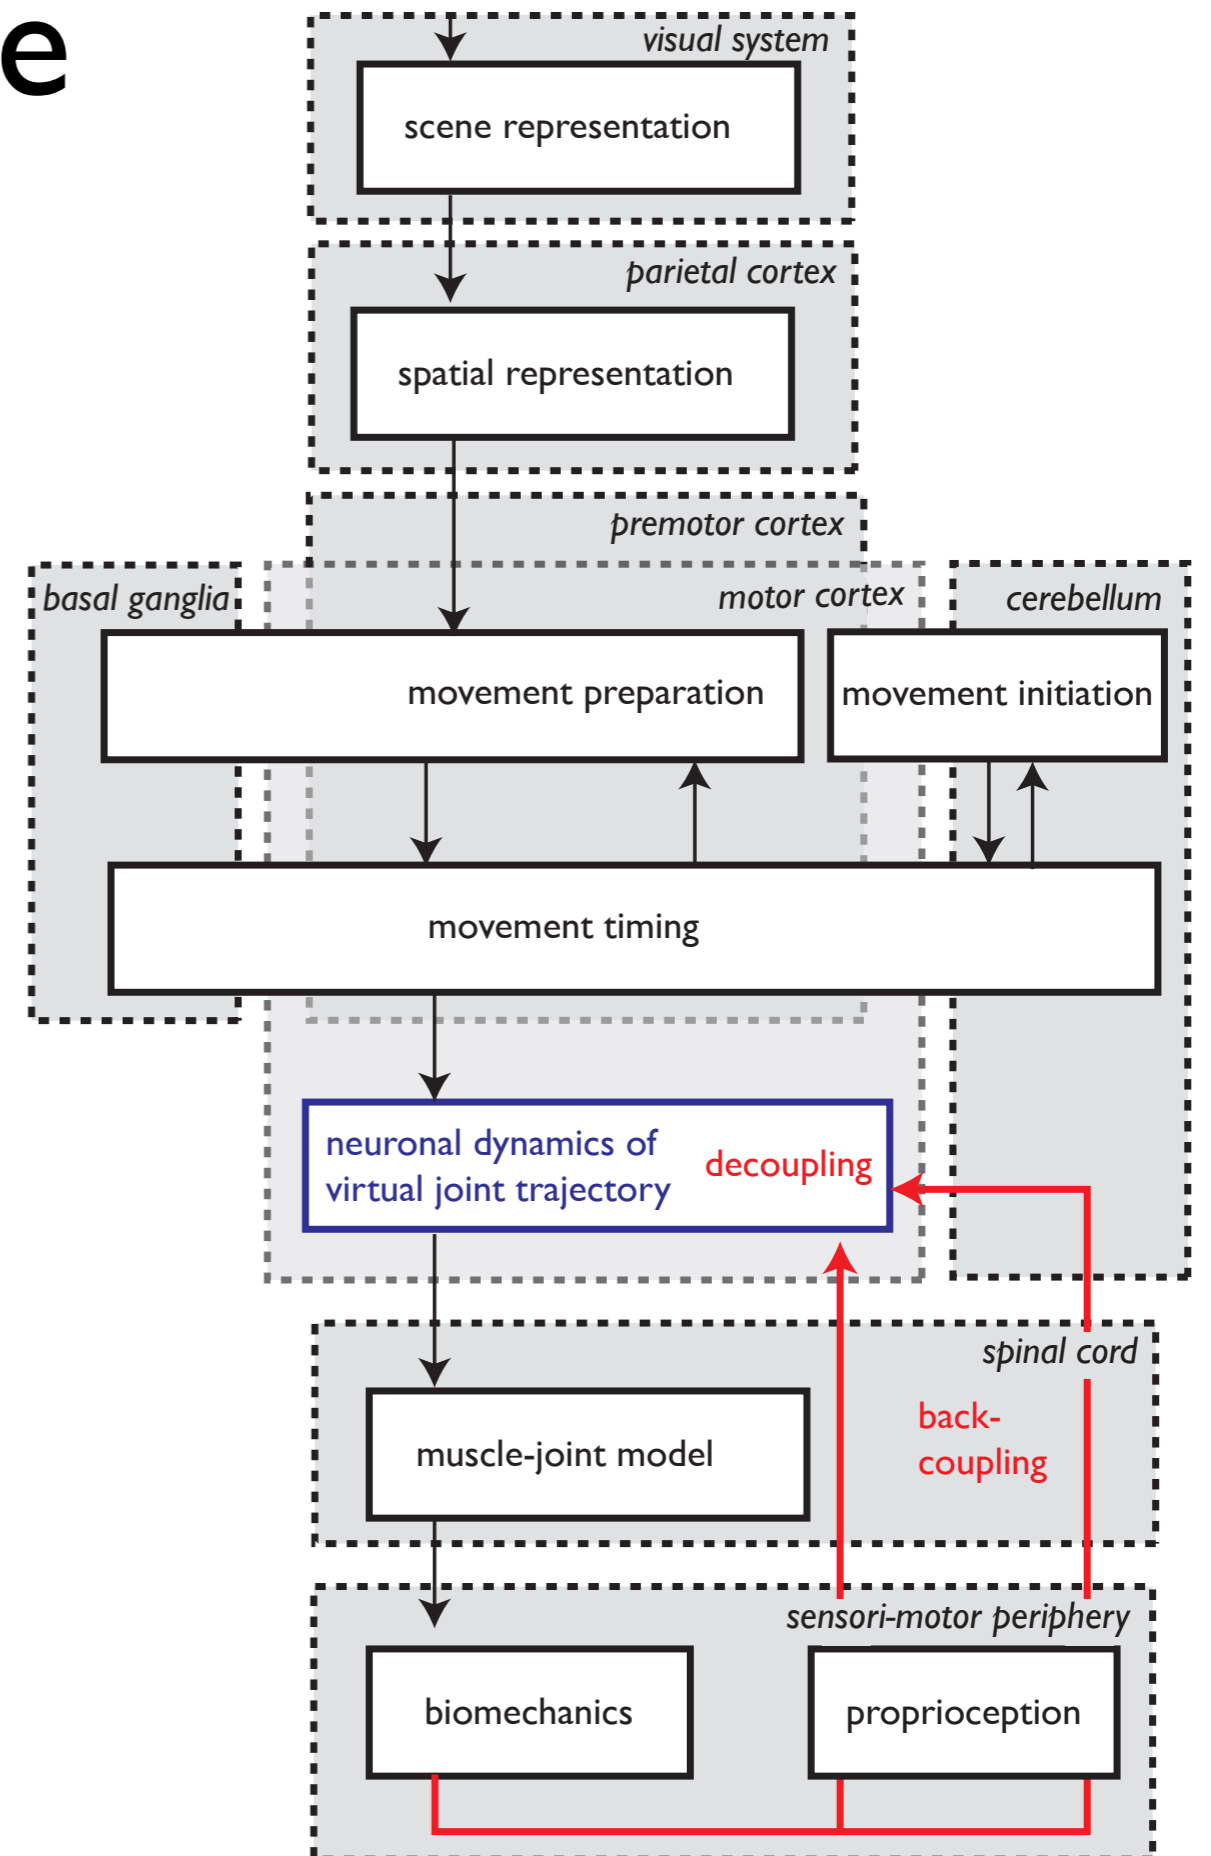 e
visual system
scene representation
parietal cortex
spatial representation
premotor cortex
basal ganglia
motor cortex
cerebellum
movement preparation
movement initiation
movement timing
neuronal dynamics of
virtual joint trajectory
decoupling
spinal cord
back-
coupling
muscle-joint model
sensori-motor periphery
biomechanics
proprioception